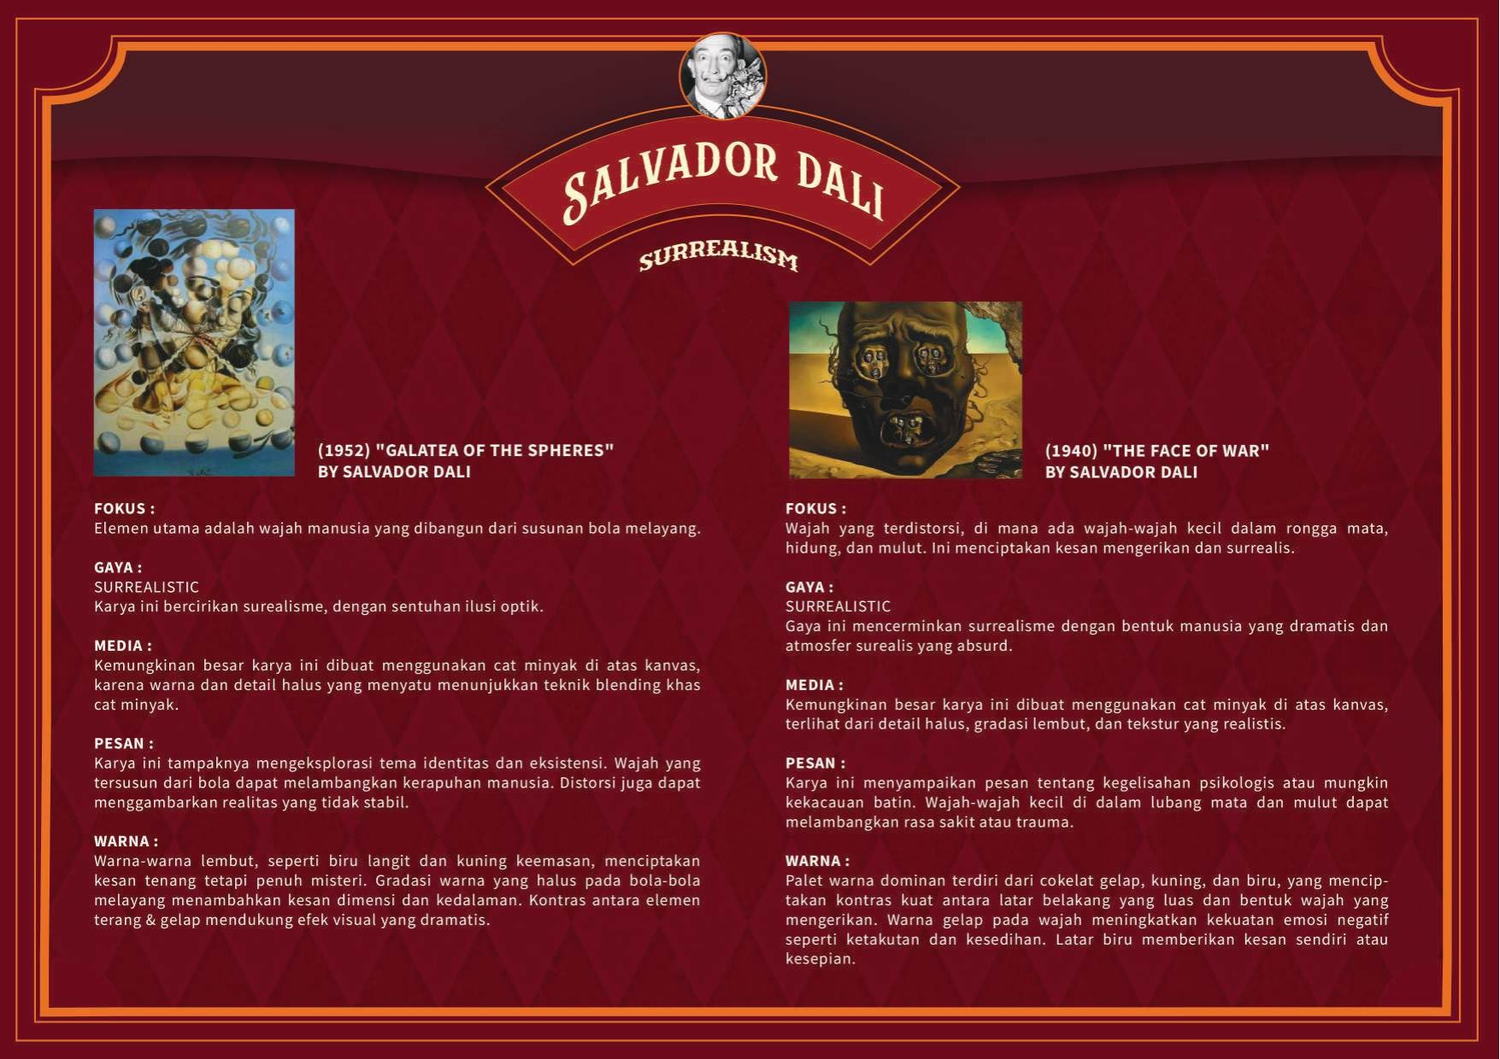 SALVADOR DALI
SURREALISM
(1952) "GALATEA OF THE SPHERES"
BY SALVADOR DALI
FOKUS :
Elemen utama adalah wajah manusia yang dibangun dari susunan bola melayang.
GAYA :
SURREALISTIC
Karya ini bercirikan surealisme, dengan sentuhan ilusi optik.
MEDIA :
Kemungkinan besar karya ini dibuat menggunakan cat minyak di atas kanvas,
karena warna dan detail halus yang menyatu menunjukkan teknik blending khas
cat minyak.
PESAN :
Karya ini tampaknya mengeksplorasi tema identitas dan eksistensi. Wajah yang
tersusun dari bola dapat melambangkan kerapuhan manusia. Distorsi juga dapat
menggambarkan realitas yang tidak stabil.
WARNA :
Warna-warna lembut, seperti biru langit dan kuning keemasan, menciptakan
kesan tenang tetapi penuh misteri. Gradasi warna yang halus pada bola-bola
melayang menambahkan kesan dimensi dan kedalaman. Kontras antara elemen
terang & gelap mendukung efek visual yang dramatis.
(1940) "THE FACE OF WAR"
BY SALVADOR DALI
FOKUS :
Wajah yang terdistorsi, di mana ada wajah-wajah kecil dalam rongga mata,
hidung, dan mulut. Ini menciptakan kesan mengerikan dan surrealis.
GAYA :
SURREALISTIC
Gaya ini mencerminkan surrealisme dengan bentuk manusia yang dramatis dan
atmosfer surealis yang absurd.
MEDIA :
Kemungkinan besar karya ini dibuat menggunakan cat minyak di atas kanvas,
terlihat dari detail halus, gradasi lembut, dan tekstur yang realistis.
PESAN :
Karya ini menyampaikan pesan tentang kegelisahan psikologis atau mungkin
kekacauan batin. Wajah-wajah kecil di dalam lubang mata dan mulut dapat
melambangkan rasa sakit atau trauma.
WARNA :
Palet warna dominan terdiri dari cokelat gelap, kuning, dan biru, yang mencip-
takan kontras kuat antara latar belakang yang luas dan bentuk wajah yang
mengerikan. Warna gelap pada wajah meningkatkan kekuatan emosi negatif
seperti ketakutan dan kesedihan. Latar biru memberikan kesan sendiri atau
kesepian.